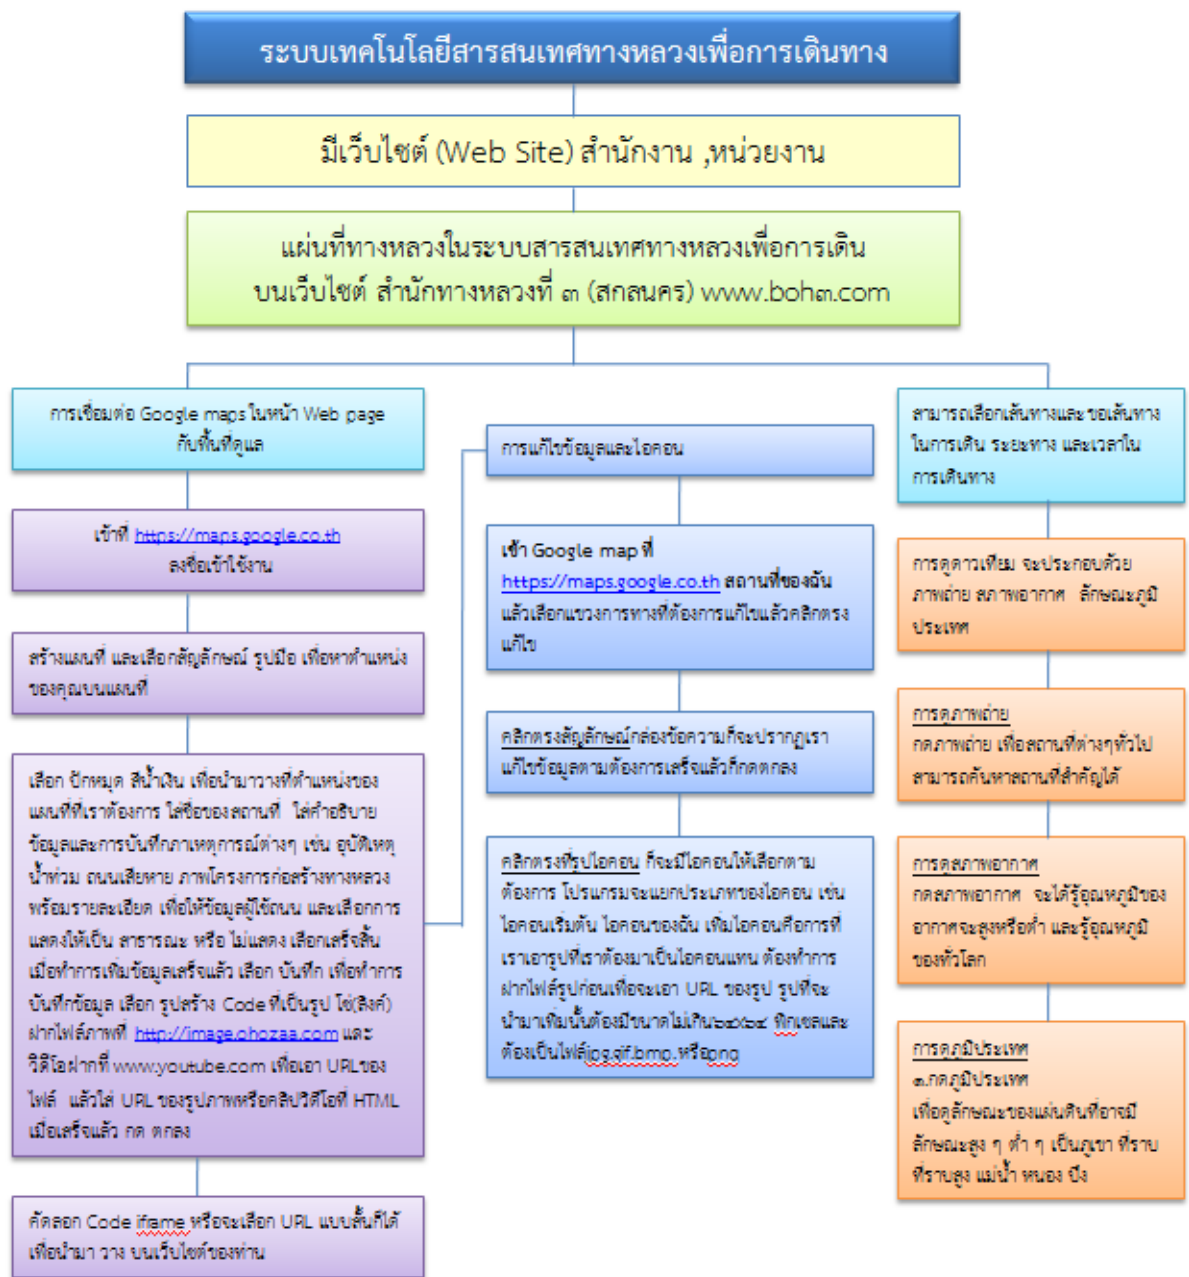 ระบบเทคโนโลยีสารสนเทศทางหลวงเพื่อการเดินทาง
มีเว็บไซต์ (Web Site) สำนักงาน ,หน่วยงาน
แผ่นที่ทางหลวงในระบบสารสนเทศทางหลวงเพื่อการเดิน
บนเว็บไซต์ สำนักทางหลวงที่ ๓ (สกลนคร) www.boh๓.com
การเชื่อมต่อ Google maps ในหน้า Web page
กับพื้นที่ดูแล
เข้าที่ https://maps.google.co.th
ลงชื่อเข้าใช้งาน
สร้างแผนที่ และเลือกสัญลักษณ์ รูปมือ เพื่อหาตำแหน่ง
ของคุณบนแผนที่
เลือก ปักหมุด สีน้ำเงิน เพื่อนำมาวางที่ตำแหน่งของ
แผนที่ที่เราต้องการ ใส่ชื่อของสถานที่ ใส่คำอธิบาย
ข้อมูลและการบันทึกภาเหตุการณ์ต่างๆ เช่น อุบัติเหตุ
น้ำท่วม ถนนเสียหาย ภาพโครงการก่อสร้างทางหลวง
พร้อมรายละเอียด เพื่อให้ข้อมูลผู้ใช้ถนน และเลือกการ
แสดงให้เป็น สาธารณะ หรือ ไม่แสดง เลือกเสร็จสิ้น
เมื่อทำการเพิ่มข้อมูลเสร็จแล้ว เลือก บันทึก เพื่อทำการ
บันทึกข้อมูล เลือก รูปสร้าง Code ที่เป็นรูป โซ่(ลิงค์)
ฝากไฟล์ภาพที่ http://image.ohozaa.com และ
วิดีโอฝากที่ www.youtube.com เพื่อเอา URLของ
ไฟล์ แล้วใส่ URL ของรูปภาพหรือคลิปวิดีโอที่ HTML
เมื่อเสร็จแล้ว กด ตกลง
คัดลอก Code iframe หรือจะเลือก URL แบบสั้นก็ได้
เพื่อนำมา วาง บนเว็บไซต์ของท่าน
การแก้ไขข้อมูลและไอคอน
เข้า Google map ที่
https://maps.google.co.th สถานที่ของฉัน
แล้วเลือกแขวงการทางที่ต้องการแก้ไขแล้วคลิกตรง
แก้ไข
คลิกตรงสัญลักษณ์กล่องข้อความก็จะปรากฏเรา
แก้ไขข้อมูลตามต้องการเสร็จแล้วก็กดตกลง
คลิกตรงที่รูปไอคอน ก็จะมีไอคอนให้เลือกตาม
ต้องการ โปรแกรมจะแยกประเภทของไอคอน เช่น
ไอคอนเริ่มต้น ไอคอนของฉัน เพิ่มไอคอนคือการที่
เราเอารูปที่เราต้องมาเป็นไอคอนแทน ต้องทำการ
ฝากไฟล์รูปก่อนเพื่อจะเอา URL ของรูป รูปที่จะ
นำมาเพิ่มนั้นต้องมีขนาดไม่เกิน๖๔X๖๔ พิกเซลและ
ต้องเป็นไฟล์jpg.gif.bmp.หรือpng
สามารถเลือกเส้นทางและ ขอเส้นทาง
ในการเดิน ระยะทาง และเวลาใน
การเดินทาง
การดูดาวเทียม จะประกอบด้วย
ภาพถ่าย สภาพอากาศ ลักษณะภูมิ
ประเทศ
การดูภาพถ่าย
กดภาพถ่าย เพื่อสถานที่ต่างๆทั่วไป
สามารถค้นหาสถานที่สำคัญได้
การดูสภาพอากาศ
กดสภาพอากาศ จะได้รู้อุณหภูมิของ
อากาศจะสูงหรือต่ำ และรู้อุณหภูมิ
ของทั่วโลก
การดูภูมิประเทศ
๑.กดภูมิประเทศ
เพื่อดูลักษณะของแผ่นดินที่อาจมี
ลักษณะสูง ๆ ต่ำ ๆ เป็นภูเขา ที่ราบ
ที่ราบสูง แม่น้ำ หนอง บึง